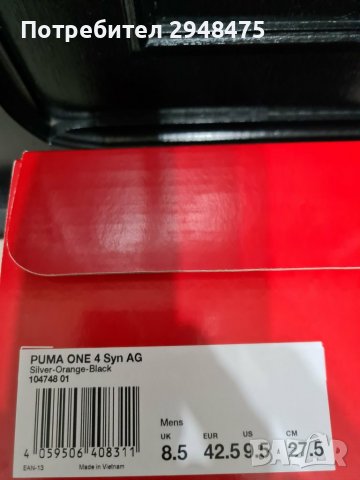 Потребител 2948475
PUMA ONE 4 Syn AG
Silver-Orange-Black
104748 01
Mens
UK EUR US CM
8.5 42.5 9.5 27.5
4 059506 408311
EAN-13 Made in Vietnam